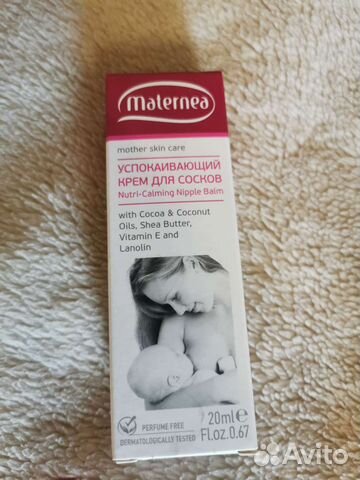 maternea
mother skin care
УСПОКАИВАЮЩИЙ
КРЕМ ДЛЯ СОСКОВ
Nutri-Calming Nipple Balm
with Cocoa & Coconut
Oils, Shea Butter,
Vitamin E and
Lanolin
PERFUME FREE
DERMATOLOGICALLY TESTED
20ml℮
Fl.oz.0.67
Avito